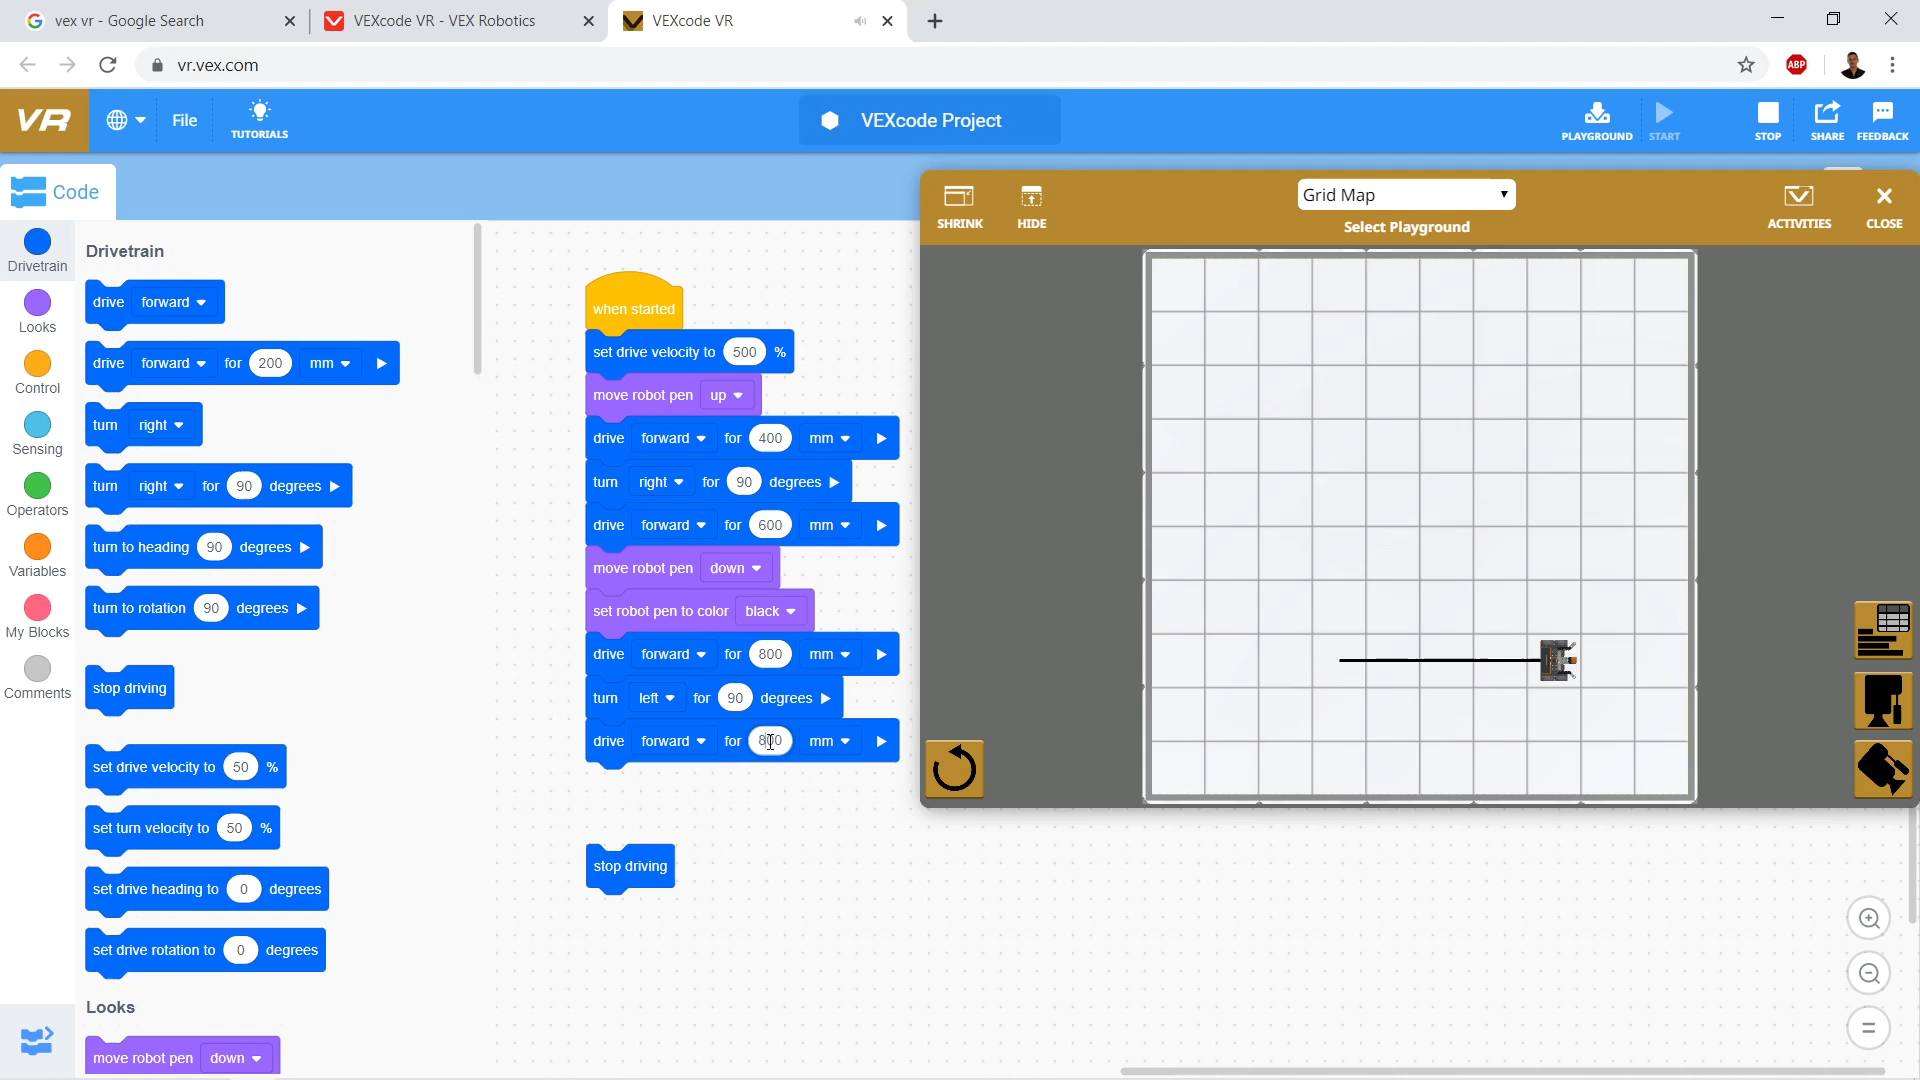 vex vr - Google Search
VEXcode VR - VEX Robotics
VEXcode VR
vr.vex.com
ABP
VR
File
TUTORIALS
VEXcode Project
PLAYGROUND
START
STOP
SHARE
FEEDBACK
Code
SHRINK
HIDE
Grid Map
Select Playground
ACTIVITIES
CLOSE
Drivetrain
Looks
Control
Sensing
Operators
Variables
My Blocks
Comments
Drivetrain
drive forward
drive forward for 200 mm
turn right
turn right for 90 degrees
turn to heading 90 degrees
turn to rotation 90 degrees
stop driving
set drive velocity to 50 %
set turn velocity to 50 %
set drive heading to 0 degrees
set drive rotation to 0 degrees
Looks
move robot pen down
when started
set drive velocity to 500 %
move robot pen up
drive forward for 400 mm
turn right for 90 degrees
drive forward for 600 mm
move robot pen down
set robot pen to color black
drive forward for 800 mm
turn left for 90 degrees
drive forward for 800 mm
stop driving